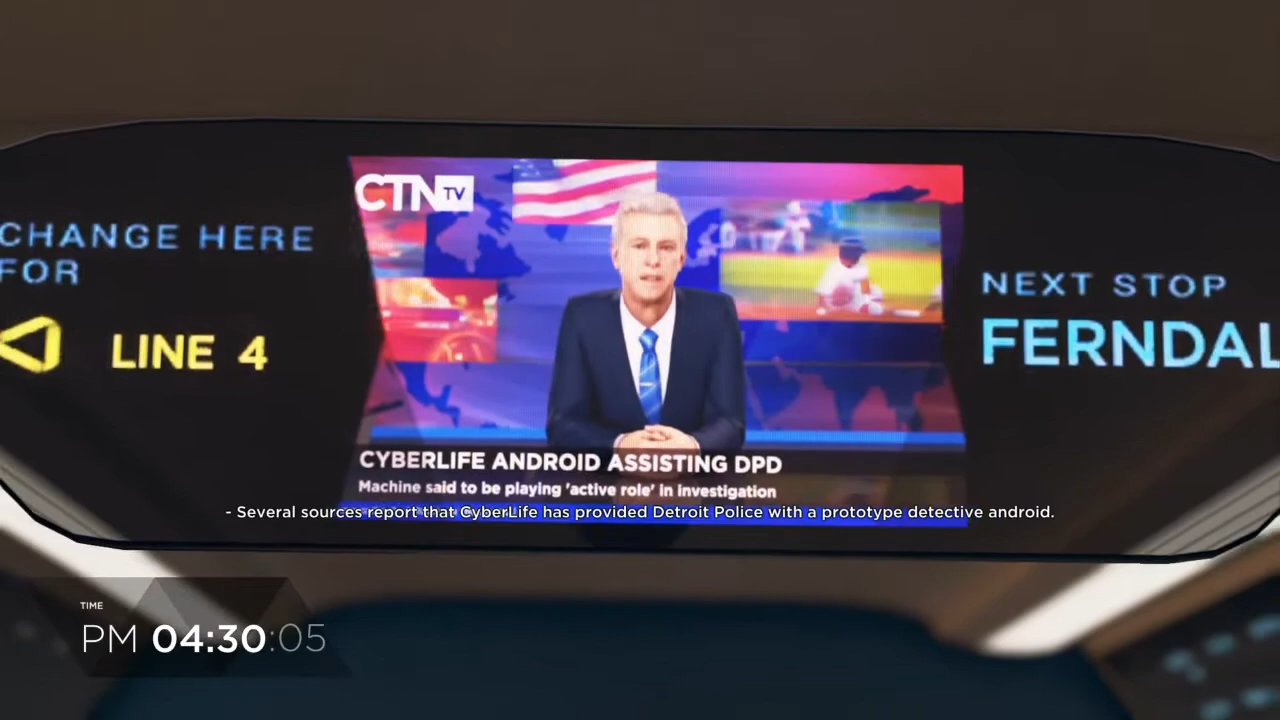 CTN TV
CHANGE HERE
FOR
LINE 4
NEXT STOP
FERNDAL
CYBERLIFE ANDROID ASSISTING DPD
Machine said to be playing 'active role' in investigation
- Several sources report that CyberLife has provided Detroit Police with a prototype detective android.
TIME
PM 04:30:05